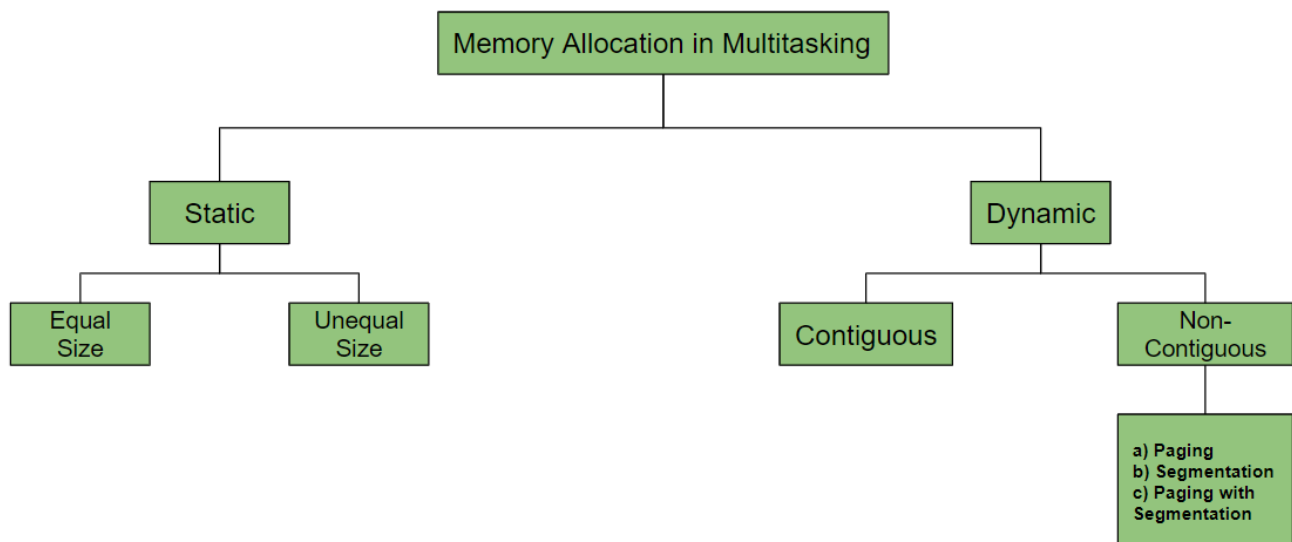 Memory Allocation in Multitasking
Static
Dynamic
Equal
Size
Unequal
Size
Contiguous
Non-
Contiguous
a) Paging
b) Segmentation
c) Paging with
Segmentation